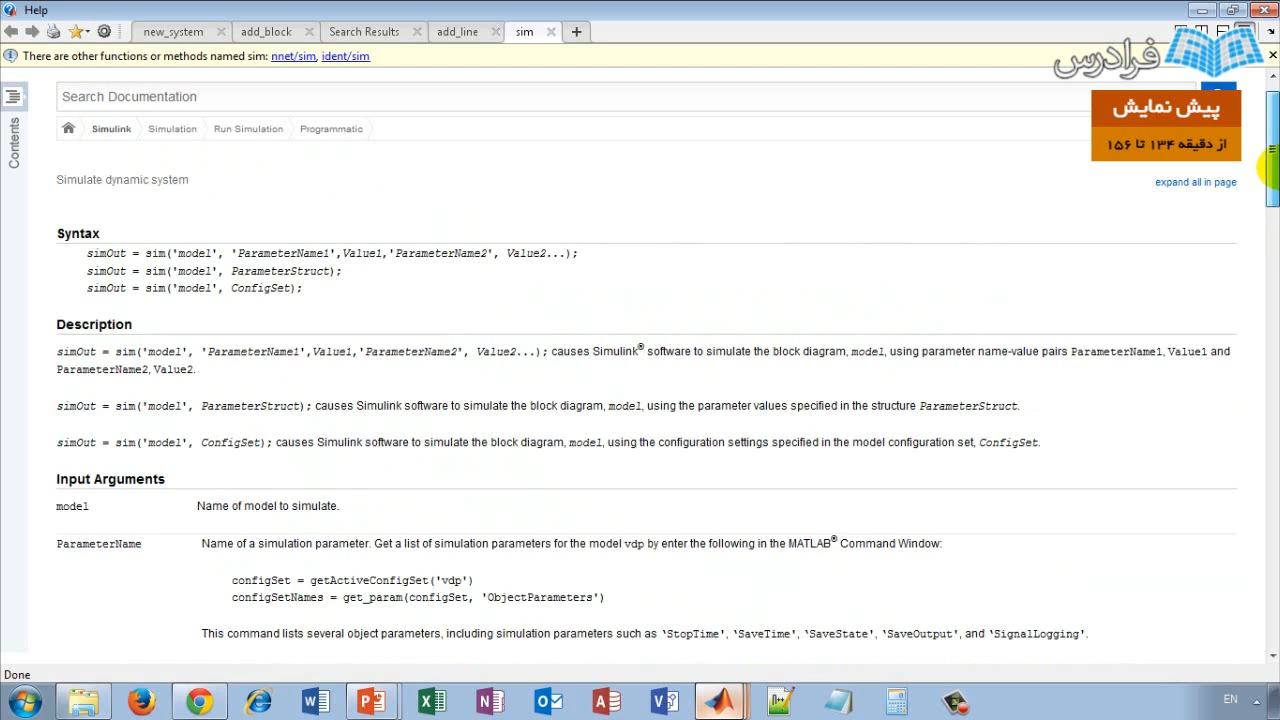 Help
new_system
add_block
Search Results
add_line
sim
There are other functions or methods named sim: nnet/sim, ident/sim
فرادرس
Search Documentation
پیش نمایش
از دقیقه ۱۳۴ تا ۱۵۶
Contents
Simulink
Simulation
Run Simulation
Programmatic
Simulate dynamic system
expand all in page
Syntax
simOut = sim('model', 'ParameterName1',Value1,'ParameterName2', Value2...);
simOut = sim('model', ParameterStruct);
simOut = sim('model', ConfigSet);
Description
simOut = sim('model', 'ParameterName1',Value1,'ParameterName2', Value2...); causes Simulink® software to simulate the block diagram, model, using parameter name-value pairs ParameterName1, Value1 and
ParameterName2, Value2.
simOut = sim('model', ParameterStruct); causes Simulink software to simulate the block diagram, model, using the parameter values specified in the structure ParameterStruct.
simOut = sim('model', ConfigSet); causes Simulink software to simulate the block diagram, model, using the configuration settings specified in the model configuration set, ConfigSet.
Input Arguments
model Name of model to simulate.
ParameterName Name of a simulation parameter. Get a list of simulation parameters for the model vdp by enter the following in the MATLAB® Command Window:
configSet = getActiveConfigSet('vdp')
configSetNames = get_param(configSet, 'ObjectParameters')
This command lists several object parameters, including simulation parameters such as 'StopTime', 'SaveTime', 'SaveState', 'SaveOutput', and 'SignalLogging'.
Done
EN